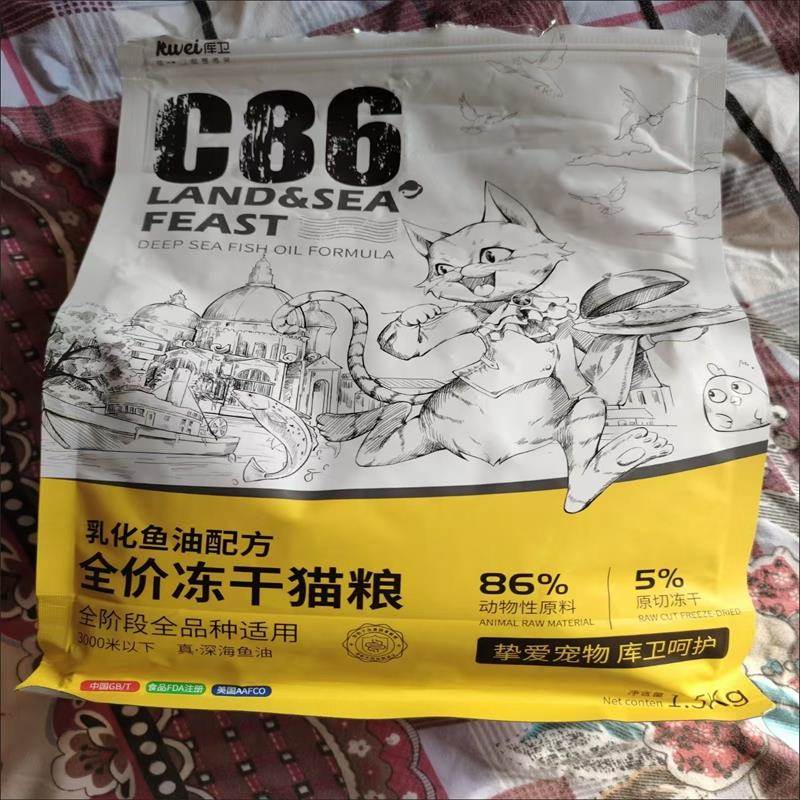 Kwei 库卫
C86
LAND&SEA
FEAST
DEEP SEA FISH OIL FORMULA
乳化鱼油配方
全价冻干猫粮
全阶段全品种适用
3000米以下 真·深海鱼油
86%
动物性原料
ANIMAL RAW MATERIAL
5%
原切冻干
RAW CUT FREEZE-DRIED
挚爱宠物 库卫呵护
中国GB/T 食品FDA注册 美国AAFCO
净含量
Net conten 1.5Kg